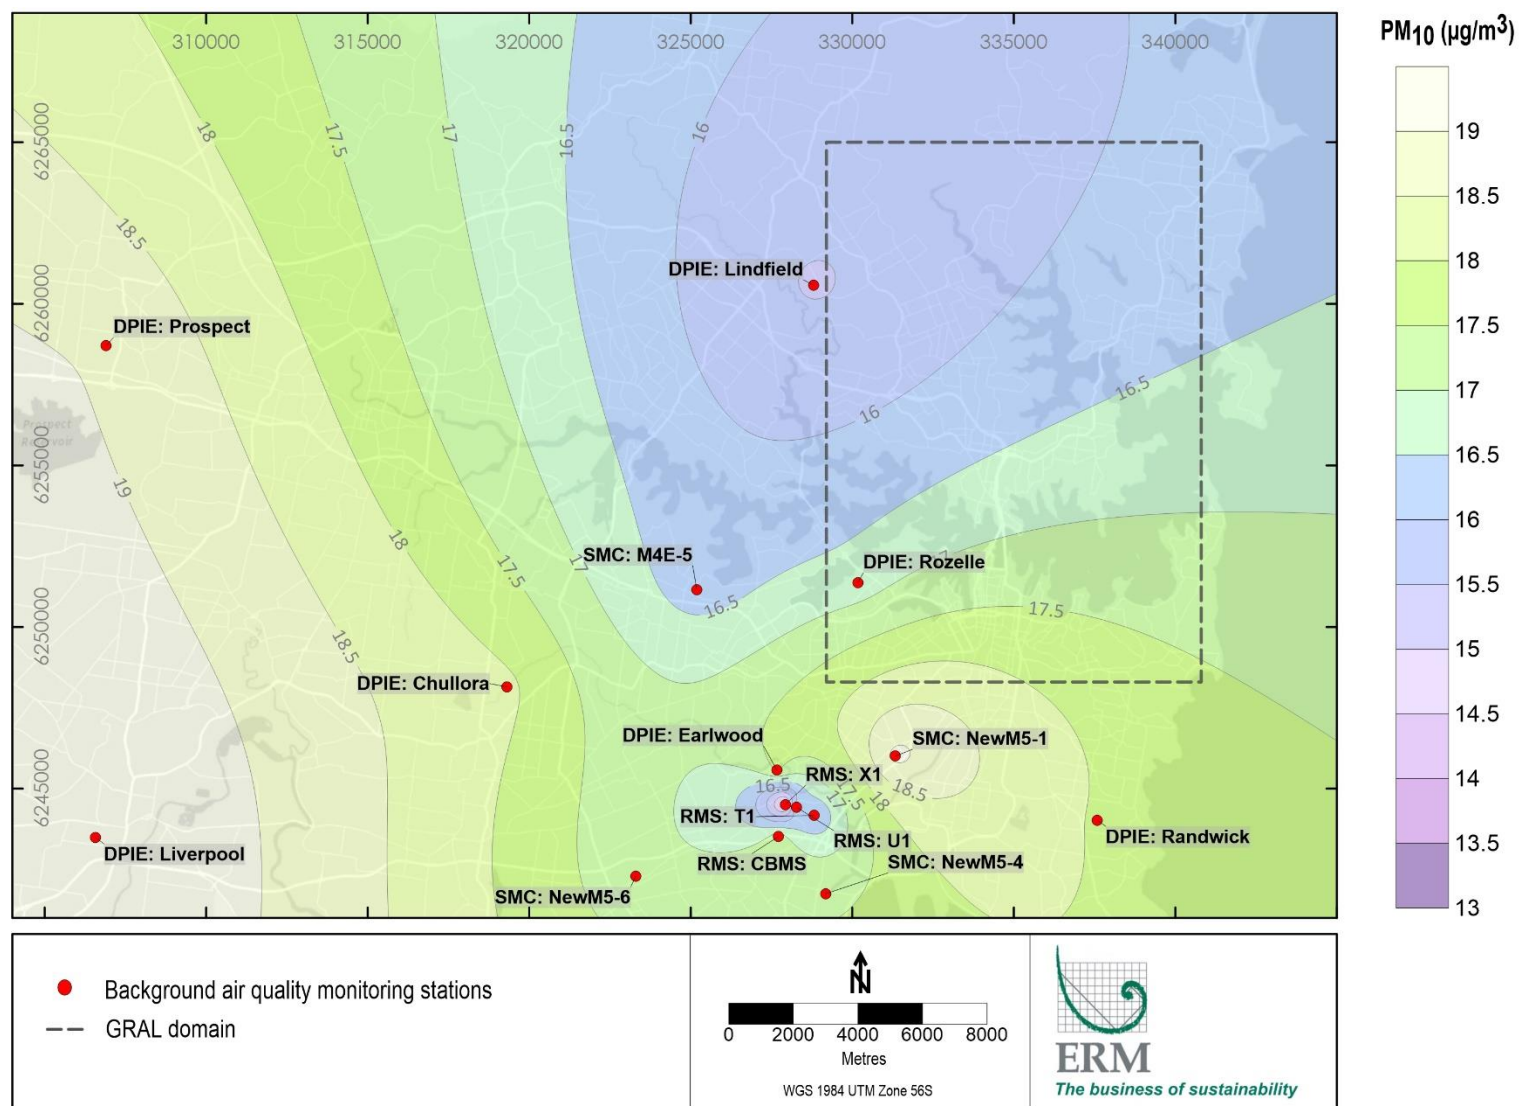 PM10 (µg/m3)
310000
315000
320000
325000
330000
335000
340000
6265000
6260000
6255000
6250000
6245000
19
18.5
18
17.5
17
16.5
16
15.5
15
14.5
14
13.5
13
18
17.5
17
16.5
16
18.5
DPIE: Lindfield
DPIE: Prospect
16.5
16
Prospect
Reservoir
19
18
17.5
17
SMC: M4E-5
DPIE: Rozelle
16.5
17.5
18.5
DPIE: Chullora
DPIE: Earlwood
SMC: NewM5-1
RMS: X1
16.5
17.5
17
18
18.5
RMS: T1
RMS: U1
DPIE: Randwick
DPIE: Liverpool
RMS: CBMS
SMC: NewM5-4
SMC: NewM5-6
Background air quality monitoring stations
GRAL domain
N
0 2000 4000 6000 8000
Metres
WGS 1984 UTM Zone 56S
ERM
The business of sustainability